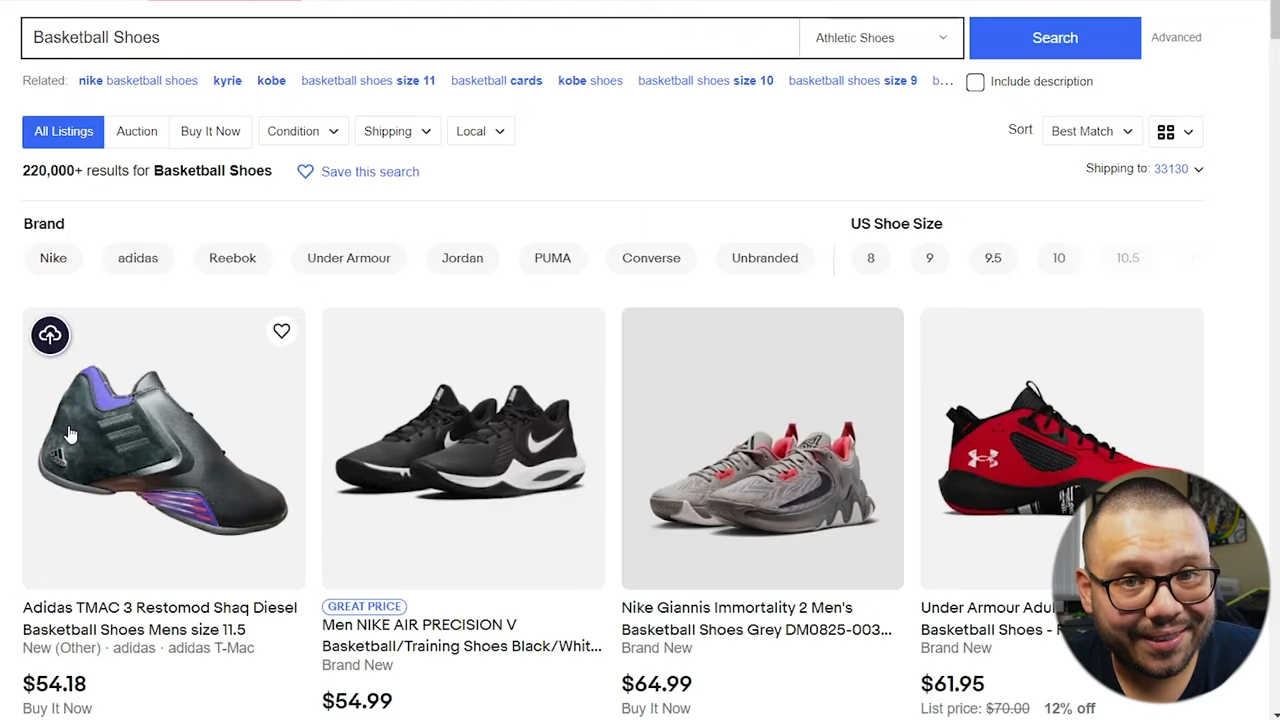 Basketball Shoes
Athletic Shoes
Search
Advanced
Related: nike basketball shoes kyrie kobe basketball shoes size 11 basketball cards kobe shoes basketball shoes size 10 basketball shoes size 9 b...
Include description
All Listings Auction Buy It Now Condition Shipping Local
Sort Best Match
220,000+ results for Basketball Shoes
Save this search
Shipping to: 33130
Brand
US Shoe Size
Nike adidas Reebok Under Armour Jordan PUMA Converse Unbranded 8 9 9.5 10 10.5
Adidas TMAC 3 Restomod Shaq Diesel
Basketball Shoes Mens size 11.5
New (Other) · adidas · adidas T-Mac
$54.18
Buy It Now
GREAT PRICE
Men NIKE AIR PRECISION V
Basketball/Training Shoes Black/Whit...
Brand New
$54.99
Nike Giannis Immortality 2 Men's
Basketball Shoes Grey DM0825-003...
Brand New
$64.99
Buy It Now
Under Armour
Basketball Shoes -
Brand New
$61.95
List price: $70.00 12% off